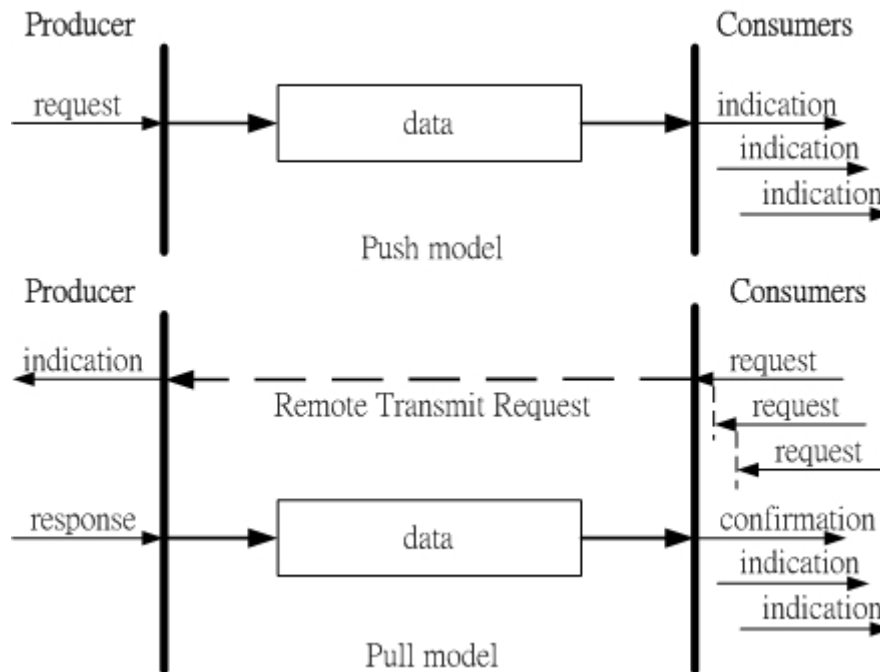 Producer
Consumers
request
data
indication
indication
indication
Push model
Producer
Consumers
indication
request
Remote Transmit Request
request
request
response
data
confirmation
indication
indication
Pull model